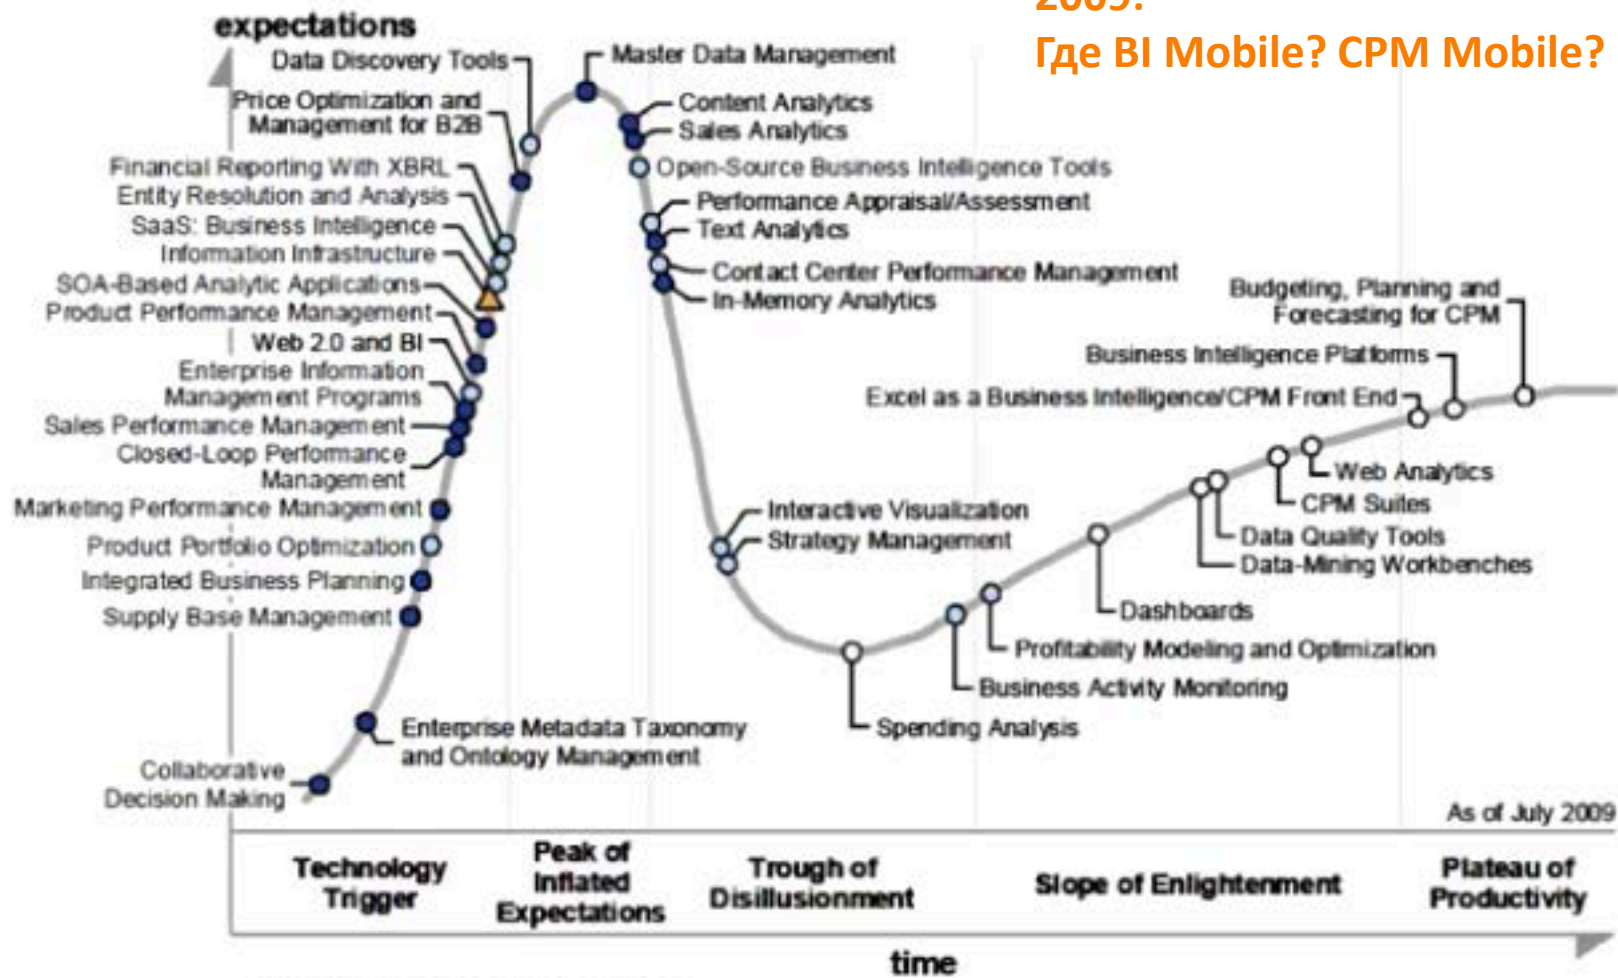 2009.
Где BI Mobile? CPM Mobile?
expectations
Data Discovery Tools
Master Data Management
Price Optimization and
Management for B2B
Content Analytics
Sales Analytics
Financial Reporting With XBRL
Open-Source Business Intelligence Tools
Entity Resolution and Analysis
Performance Appraisal/Assessment
SaaS: Business Intelligence
Text Analytics
Information Infrastructure
Contact Center Performance Management
SOA-Based Analytic Applications
In-Memory Analytics
Budgeting, Planning and
Forecasting for CPM
Product Performance Management
Web 2.0 and BI
Business Intelligence Platforms
Enterprise Information
Management Programs
Excel as a Business Intelligence/CPM Front End
Sales Performance Management
Closed-Loop Performance
Management
Web Analytics
CPM Suites
Marketing Performance Management
Interactive Visualization
Strategy Management
Data Quality Tools
Data-Mining Workbenches
Product Portfolio Optimization
Integrated Business Planning
Supply Base Management
Dashboards
Profitability Modeling and Optimization
Business Activity Monitoring
Spending Analysis
Enterprise Metadata Taxonomy
and Ontology Management
Collaborative
Decision Making
As of July 2009
Technology
Trigger
Peak of
Inflated
Expectations
Trough of
Disillusionment
Slope of Enlightenment
Plateau of
Productivity
time